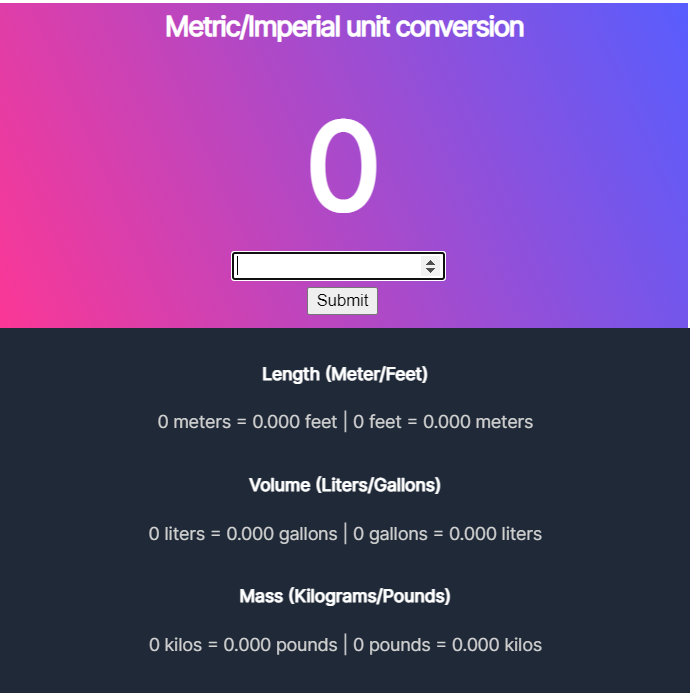 Metric/Imperial unit conversion
0
Submit
Length (Meter/Feet)
0 meters = 0.000 feet | 0 feet = 0.000 meters
Volume (Liters/Gallons)
0 liters = 0.000 gallons | 0 gallons = 0.000 liters
Mass (Kilograms/Pounds)
0 kilos = 0.000 pounds | 0 pounds = 0.000 kilos